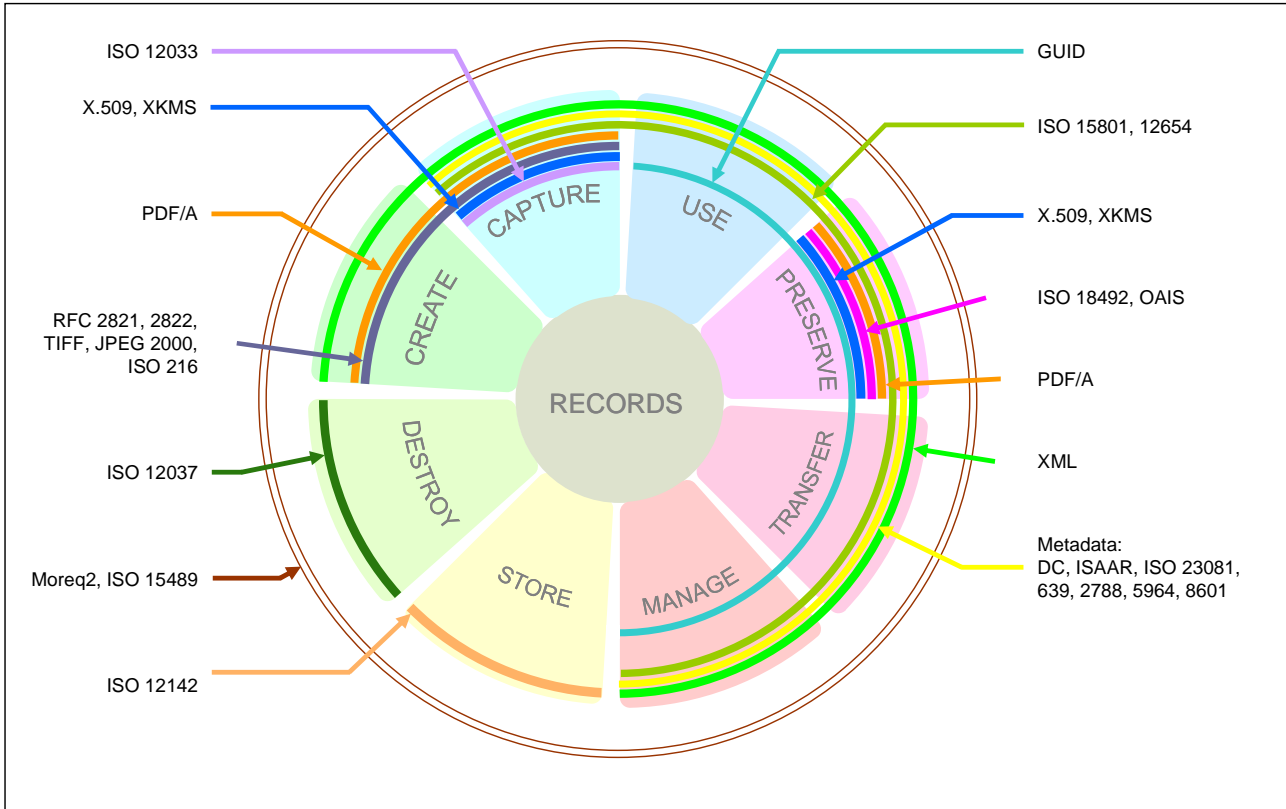 ISO 12033
X.509, XKMS
PDF/A
RFC 2821, 2822,
TIFF, JPEG 2000,
ISO 216
ISO 12037
Moreq2, ISO 15489
ISO 12142
CAPTURE
USE
CREATE
PRESERVE
RECORDS
DESTROY
TRANSFER
STORE
MANAGE
GUID
ISO 15801, 12654
X.509, XKMS
ISO 18492, OAIS
PDF/A
XML
Metadata:
DC, ISAAR, ISO 23081,
639, 2788, 5964, 8601